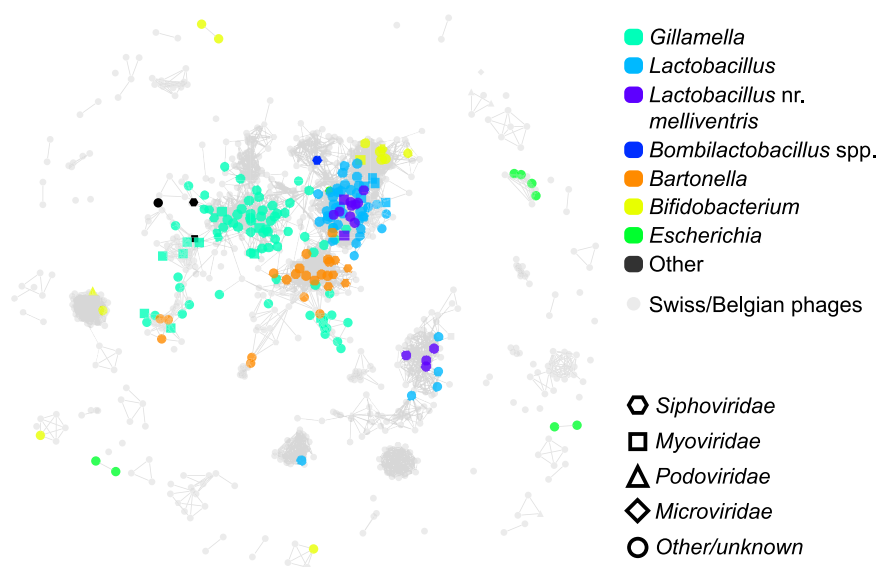 Gillamella
Lactobacillus
Lactobacillus nr.
melliventris
Bombilactobacillus spp.
Bartonella
Bifidobacterium
Escherichia
Other
Swiss/Belgian phages
Siphoviridae
Myoviridae
Podoviridae
Microviridae
Other/unknown